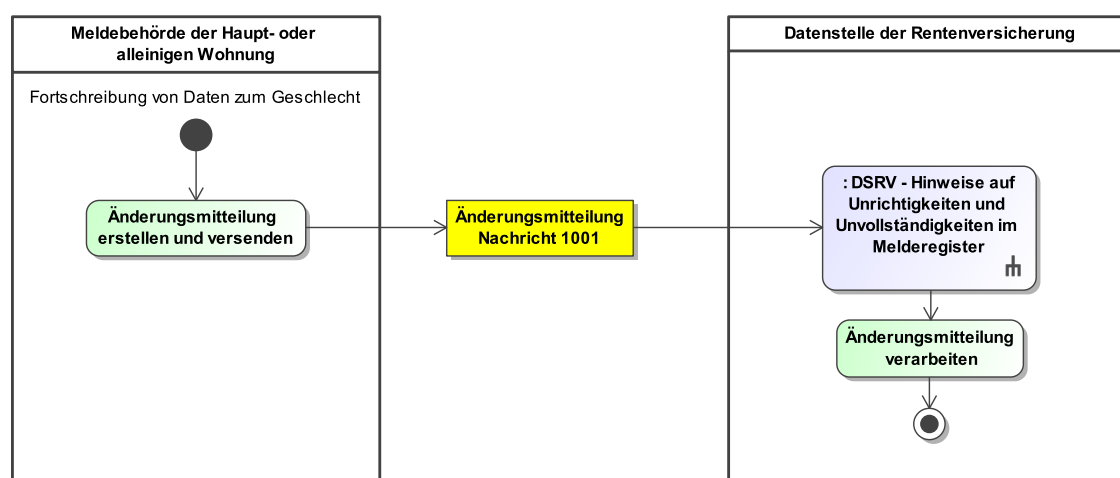 Meldebehörde der Haupt- oder
alleinigen Wohnung
Datenstelle der Rentenversicherung
Fortschreibung von Daten zum Geschlecht
Änderungsmitteilung
erstellen und versenden
Änderungsmitteilung
Nachricht 1001
: DSRV - Hinweise auf
Unrichtigkeiten und
Unvollständigkeiten im
Melderegister
Änderungsmitteilung
verarbeiten